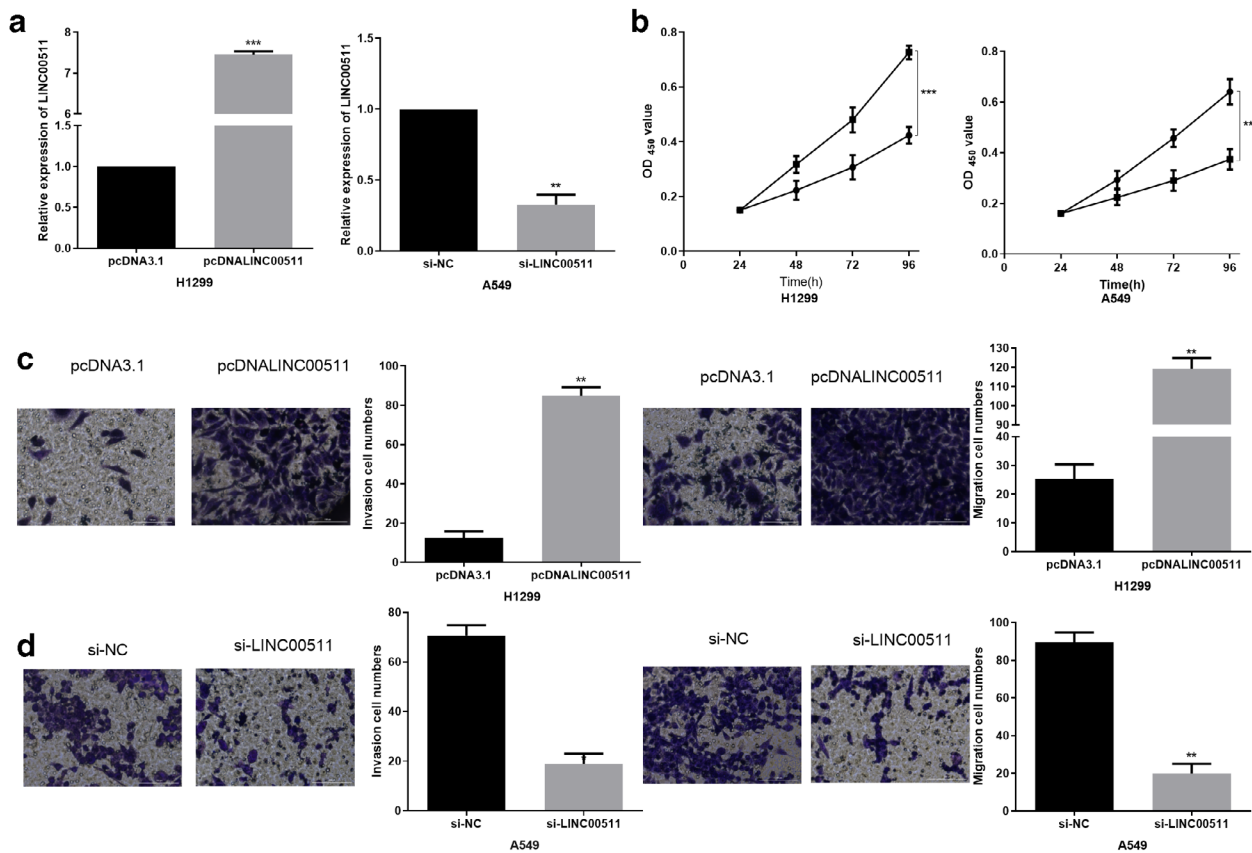 a
Relative expression of LINC00511
8
7
6
1.5
1.0
0.5
0.0
***
pcDNA3.1
pcDNALINC00511
H1299
Relative expression of LINC00511
1.5
1.0
0.5
0.0
**
si-NC
si-LINC00511
A549
b
OD 450 value
0.8
0.6
0.4
0.2
0.0
***
0 24 48 72 96
Time(h)
H1299
OD 450 value
0.8
0.6
0.4
0.2
0.0
**
0 24 48 72 96
Time(h)
A549
c
pcDNA3.1
pcDNALINC00511
Invasion cell numbers
100
80
60
40
20
0
**
pcDNA3.1
pcDNALINC00511
H1299
pcDNA3.1
pcDNALINC00511
Migration cell numbers
130
120
110
100
90
40
30
20
10
0
**
pcDNA3.1
pcDNALINC00511
H1299
d
si-NC
si-LINC00511
Invasion cell numbers
80
60
40
20
0
*
si-NC
si-LINC00511
A549
si-NC
si-LINC00511
Migration cell numbers
100
80
60
40
20
0
**
si-NC
si-LINC00511
A549